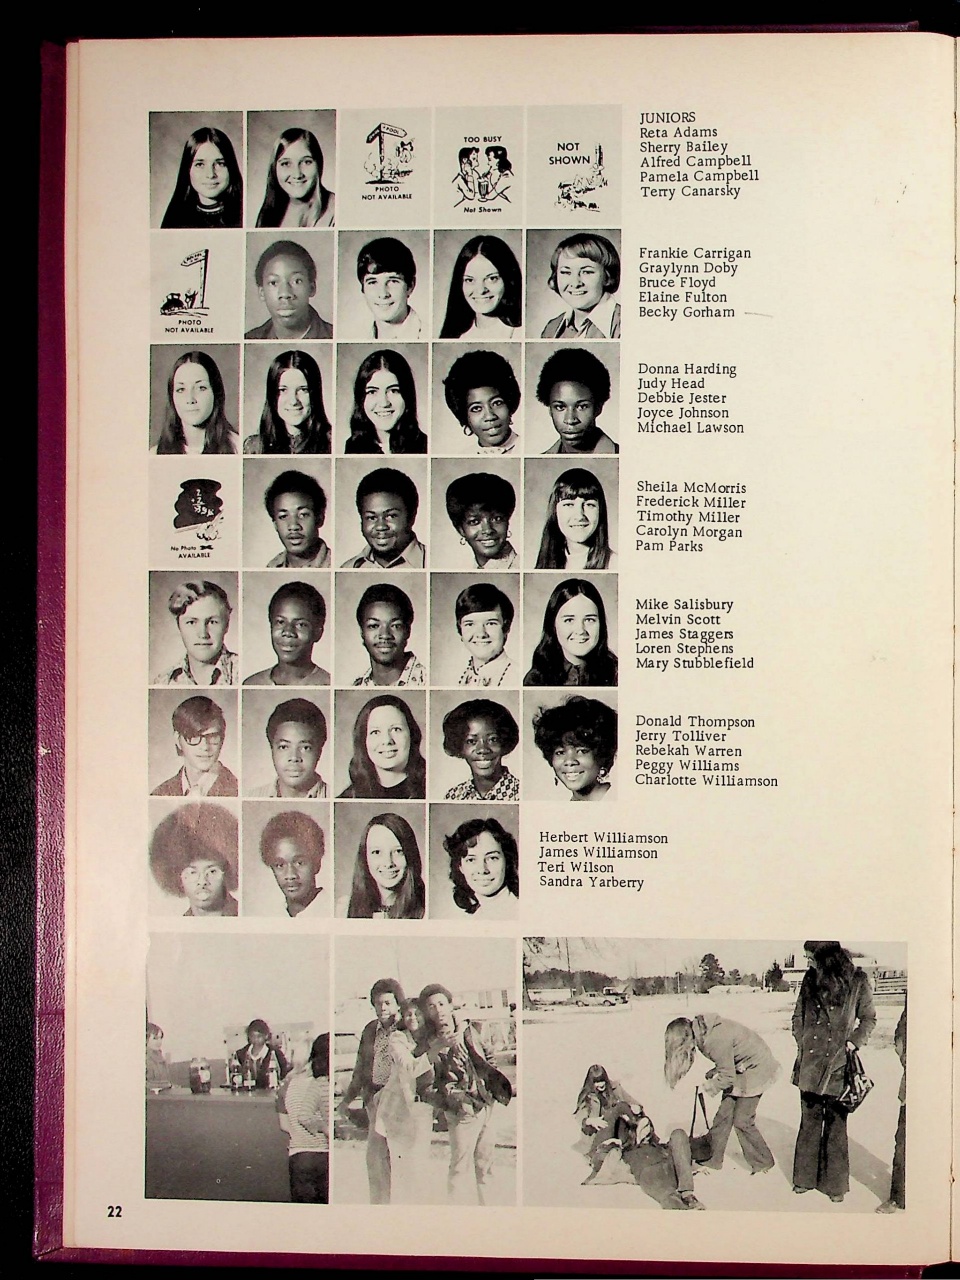 JUNIORS
Reta Adams
Sherry Bailey
Alfred Campbell
Pamela Campbell
Terry Canarsky
POOL
PHOTO
NOT AVAILABLE
TOO BUSY
Not Shown
NOT
SHOWN
Frankie Carrigan
Graylynn Doby
Bruce Floyd
Elaine Fulton
Becky Gorham
PHOTO
NOT AVAILABLE
Donna Harding
Judy Head
Debbie Jester
Joyce Johnson
Michael Lawson
Sheila McMorris
Frederick Miller
Timothy Miller
Carolyn Morgan
Pam Parks
No Photo
AVAILABLE
Mike Salisbury
Melvin Scott
James Staggers
Loren Stephens
Mary Stubblefield
Donald Thompson
Jerry Tolliver
Rebekah Warren
Peggy Williams
Charlotte Williamson
Herbert Williamson
James Williamson
Teri Wilson
Sandra Yarberry
22